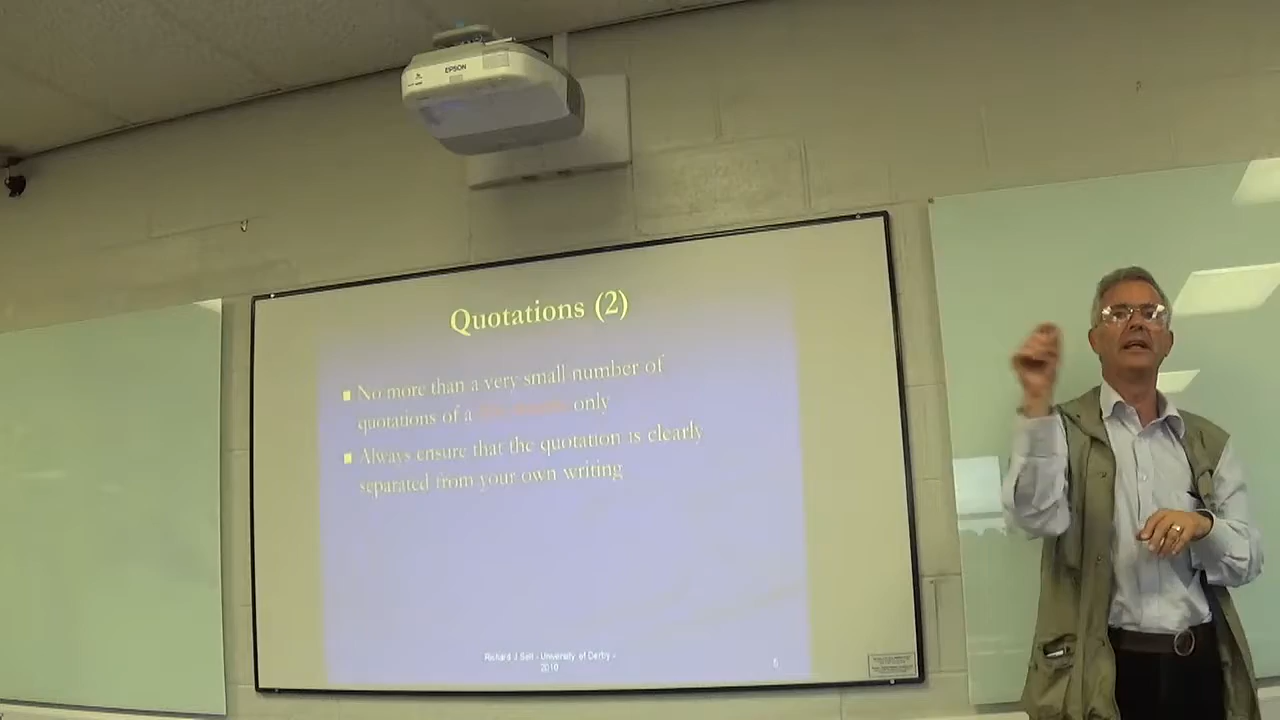 EPSON
Quotations (2)
■ No more than a very small number of
quotations of a only
■ Always ensure that the quotation is clearly
separated from your own writing
Richard J Self - University of Derby -
2010